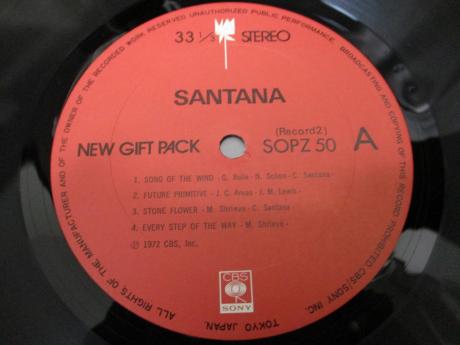 ALL RIGHTS OF THE MANUFACTURER AND OF THE OWNER OF THE RECORDED WORK RESERVED UNAUTHORIZED PUBLIC PERFORMANCE, BROADCASTING AND COPYING OF THIS RECORD PROHIBITED CBS/SONY INC.
TOKYO JAPAN.
33 1/3 STEREO
SANTANA
NEW GIFT PACK
(Record2)
SOPZ 50
A
1. SONG OF THE WIND - G. Rolie - N. Schon - C. Santana -
2. FUTURE PRIMITIVE - J. C. Areas - J. M. Lewis -
3. STONE FLOWER - M. Shrieve - C. Santana -
4. EVERY STEP OF THE WAY - M. Shrieve -
Ⓟ 1972 CBS, Inc.
CBS
SONY